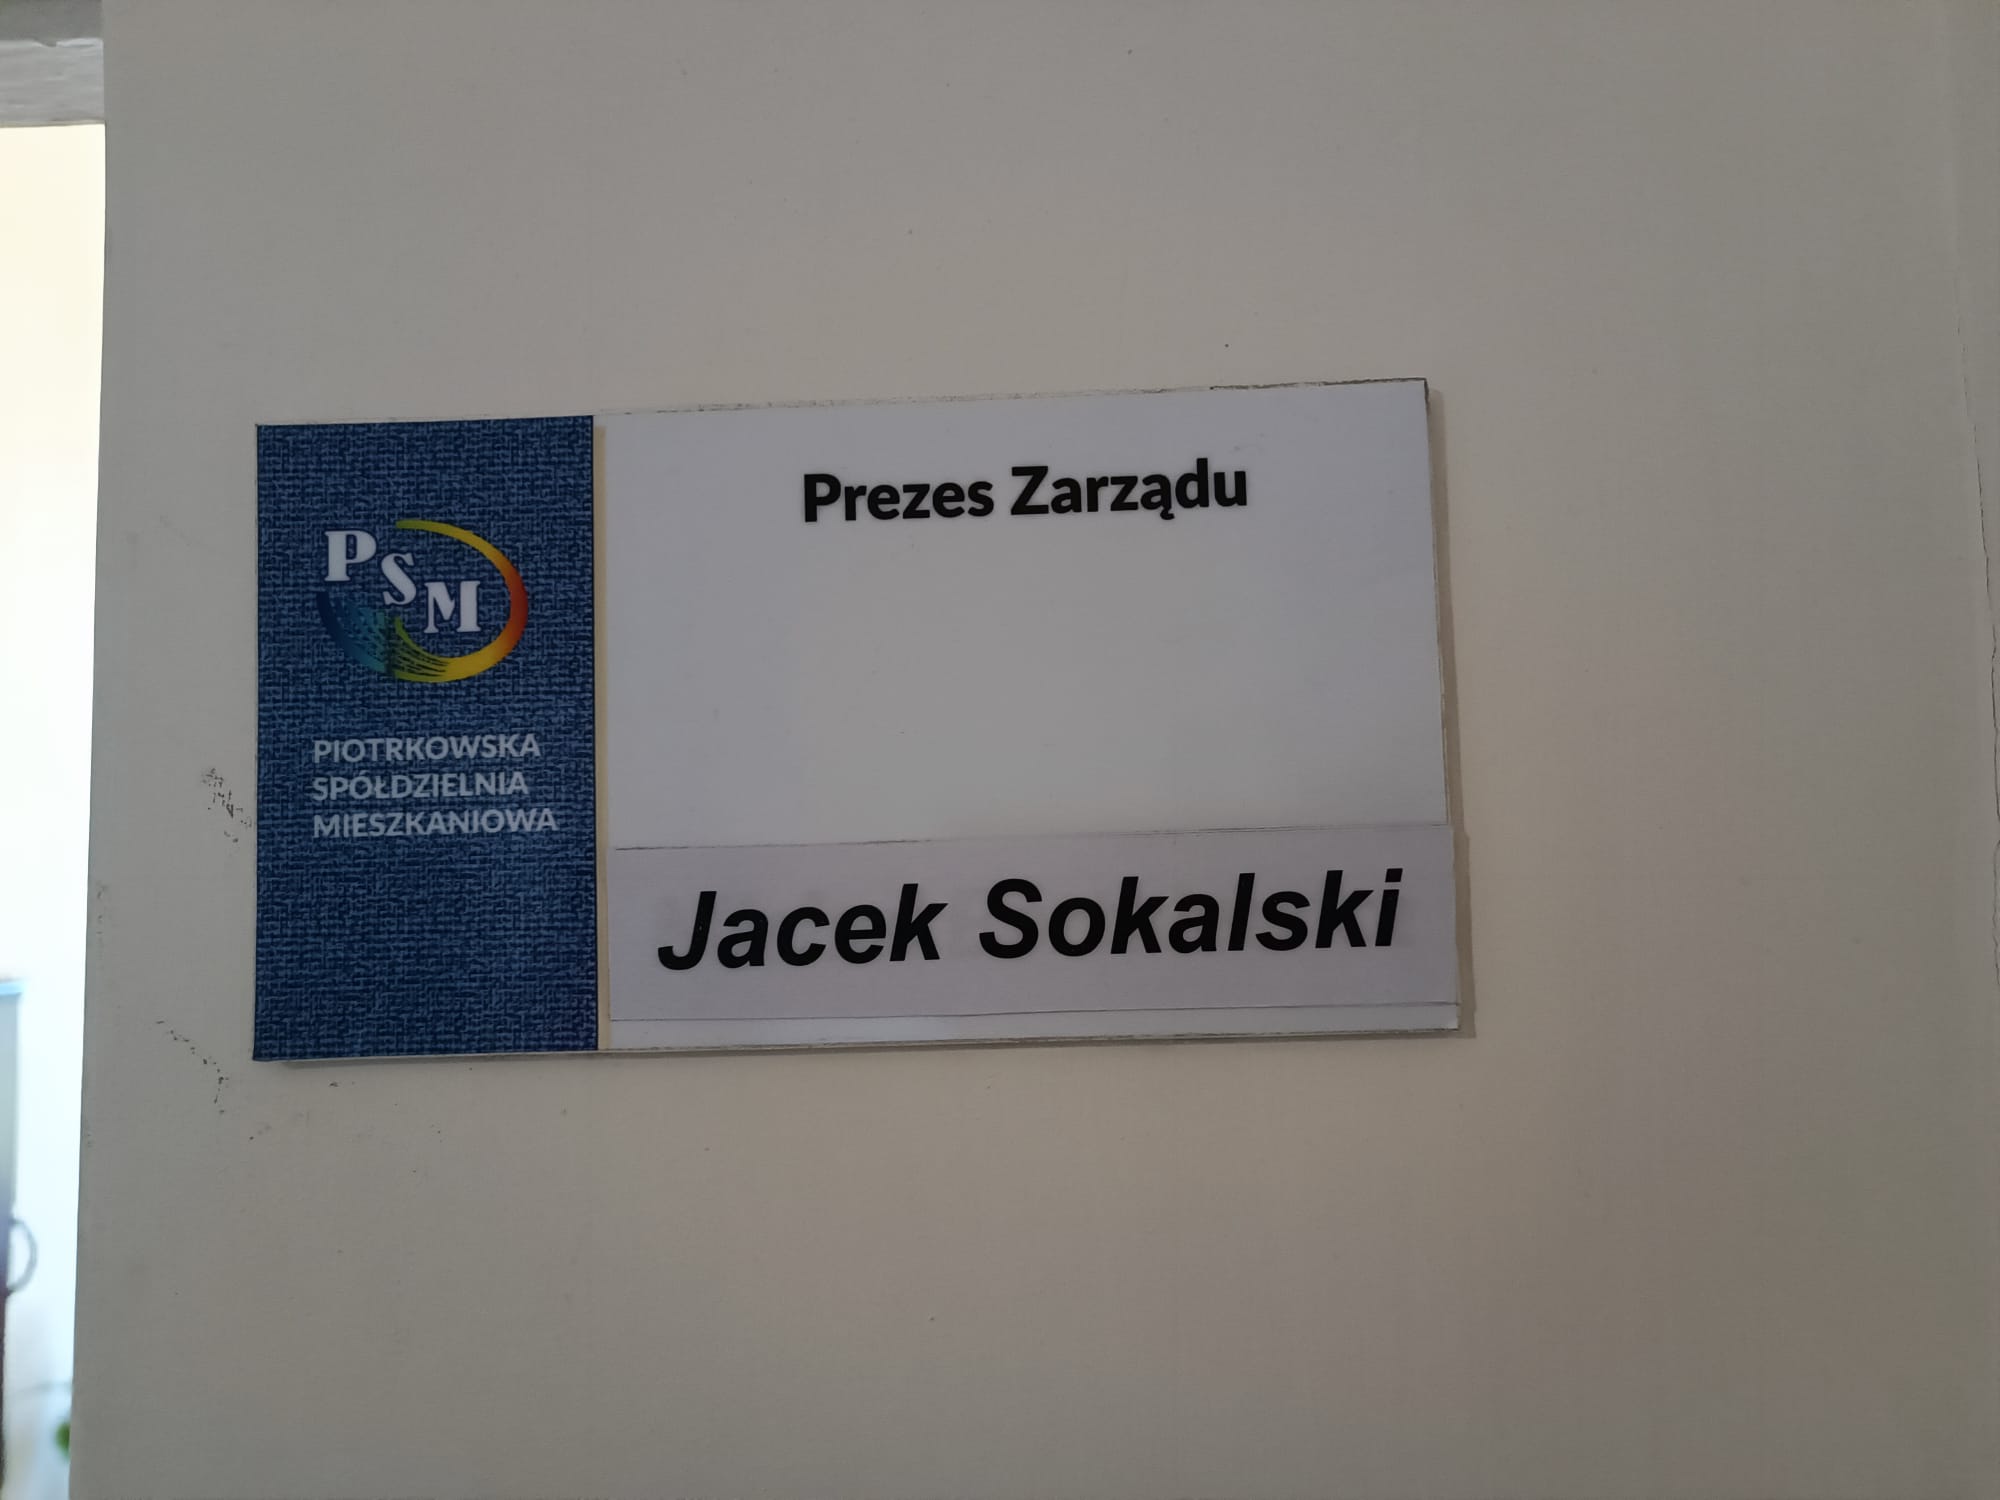 PSM
PIOTRKOWSKA
SPÓŁDZIELNIA
MIESZKANIOWA
Prezes Zarządu
Jacek Sokalski